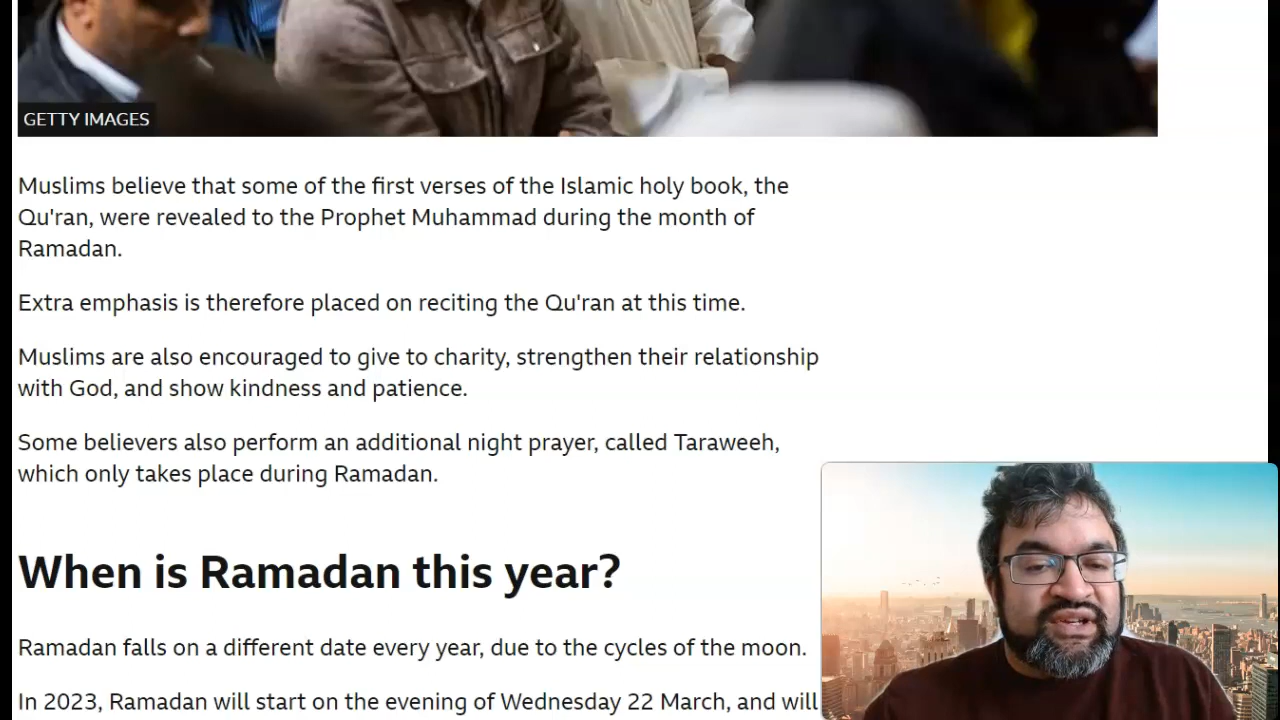 GETTY IMAGES
Muslims believe that some of the first verses of the Islamic holy book, the
Qu'ran, were revealed to the Prophet Muhammad during the month of
Ramadan.
Extra emphasis is therefore placed on reciting the Qu'ran at this time.
Muslims are also encouraged to give to charity, strengthen their relationship
with God, and show kindness and patience.
Some believers also perform an additional night prayer, called Taraweeh,
which only takes place during Ramadan.
When is Ramadan this year?
Ramadan falls on a different date every year, due to the cycles of the moon.
In 2023, Ramadan will start on the evening of Wednesday 22 March, and will